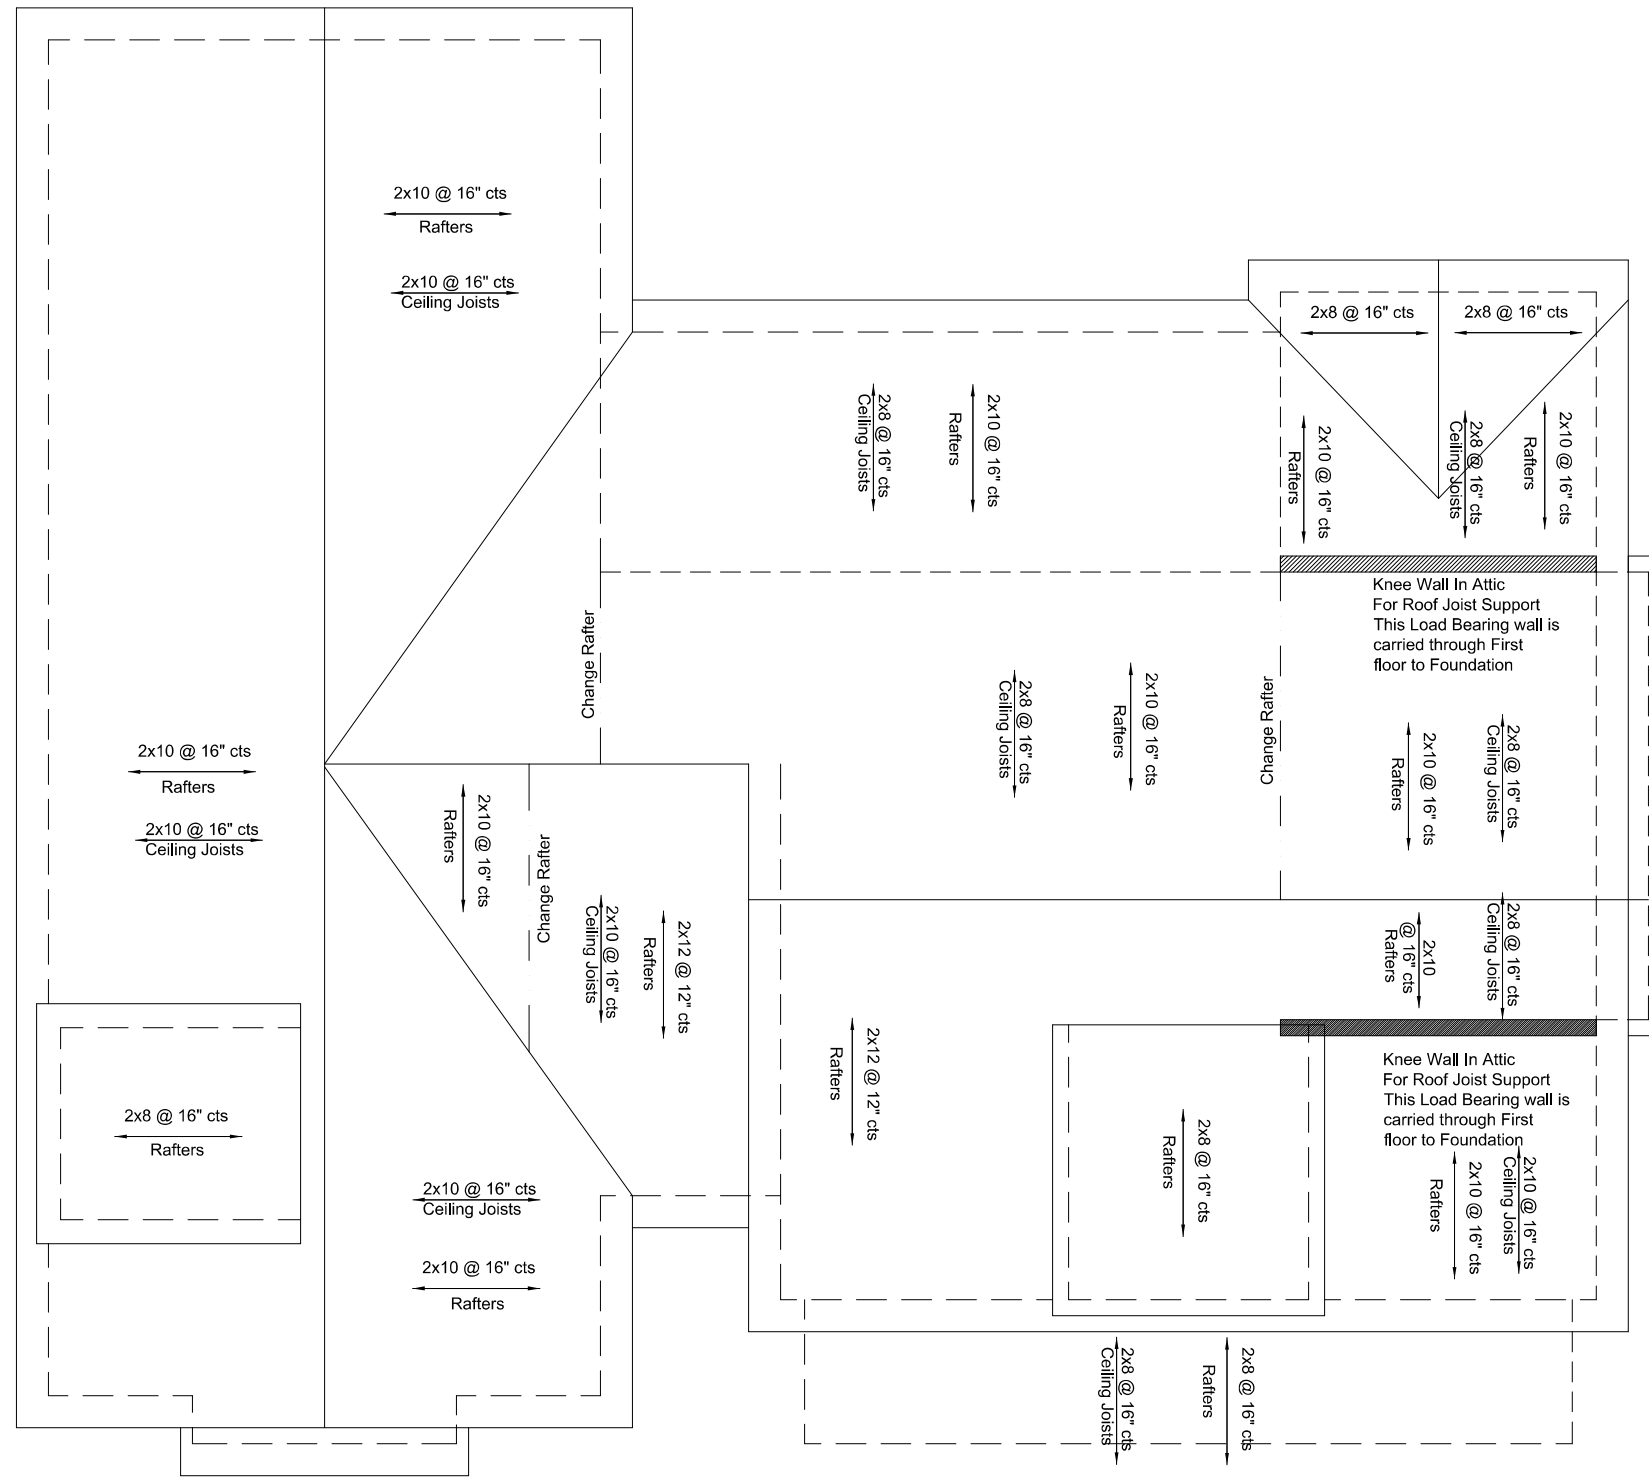 2x10 @ 16" cts
Rafters
2x10 @ 16" cts
Ceiling Joists
2x8 @ 16" cts
2x8 @ 16" cts
2x8 @ 16" cts
Ceiling Joists
2x10 @ 16" cts
Rafters
2x10 @ 16" cts
Rafters
2x8 @ 16" cts
Ceiling Joists
2x10 @ 16" cts
Rafters
Knee Wall In Attic
For Roof Joist Support
This Load Bearing wall is
carried through First
floor to Foundation
Change Rafter
2x8 @ 16" cts
Ceiling Joists
2x10 @ 16" cts
Rafters
Change Rafter
2x10 @ 16" cts
Rafters
2x8 @ 16" cts
Ceiling Joists
2x10 @ 16" cts
Rafters
2x10 @ 16" cts
Ceiling Joists
2x10 @ 16" cts
Rafters
Change Rafter
2x10 @ 16" cts
Ceiling Joists
2x12 @ 12" cts
Rafters
2x10
@ 16" cts
Rafters
2x8 @ 16" cts
Ceiling Joists
2x12 @ 12" cts
Rafters
Knee Wall In Attic
For Roof Joist Support
This Load Bearing wall is
carried through First
floor to Foundation
2x8 @ 16" cts
Rafters
2x8 @ 16" cts
Rafters
2x10 @ 16" cts
Rafters
2x10 @ 16" cts
Ceiling Joists
2x10 @ 16" cts
Ceiling Joists
2x10 @ 16" cts
Rafters
2x8 @ 16" cts
Ceiling Joists
2x8 @ 16" cts
Rafters